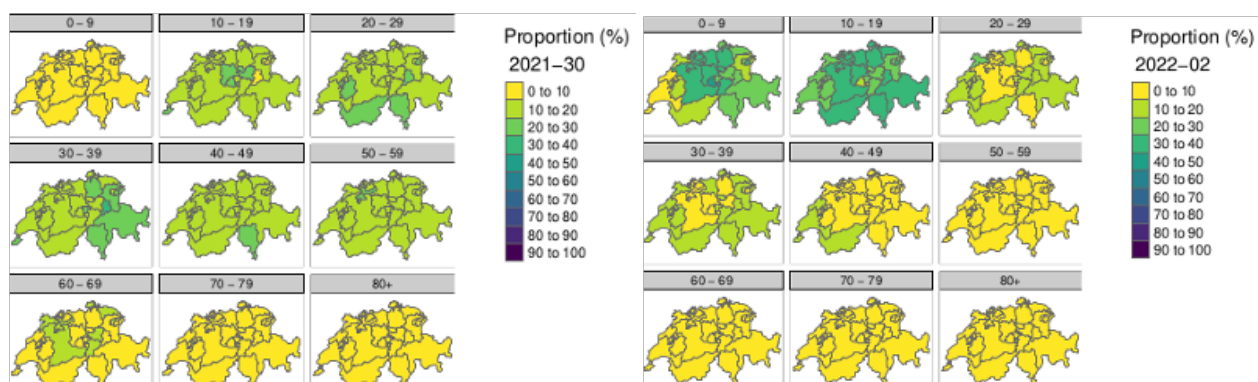 0 – 9
10 – 19
20 – 29
30 – 39
40 – 49
50 – 59
60 – 69
70 – 79
80+
Proportion (%)
2021–30
0 to 10
10 to 20
20 to 30
30 to 40
40 to 50
50 to 60
60 to 70
70 to 80
80 to 90
90 to 100
0 – 9
10 – 19
20 – 29
30 – 39
40 – 49
50 – 59
60 – 69
70 – 79
80+
Proportion (%)
2022–02
0 to 10
10 to 20
20 to 30
30 to 40
40 to 50
50 to 60
60 to 70
70 to 80
80 to 90
90 to 100